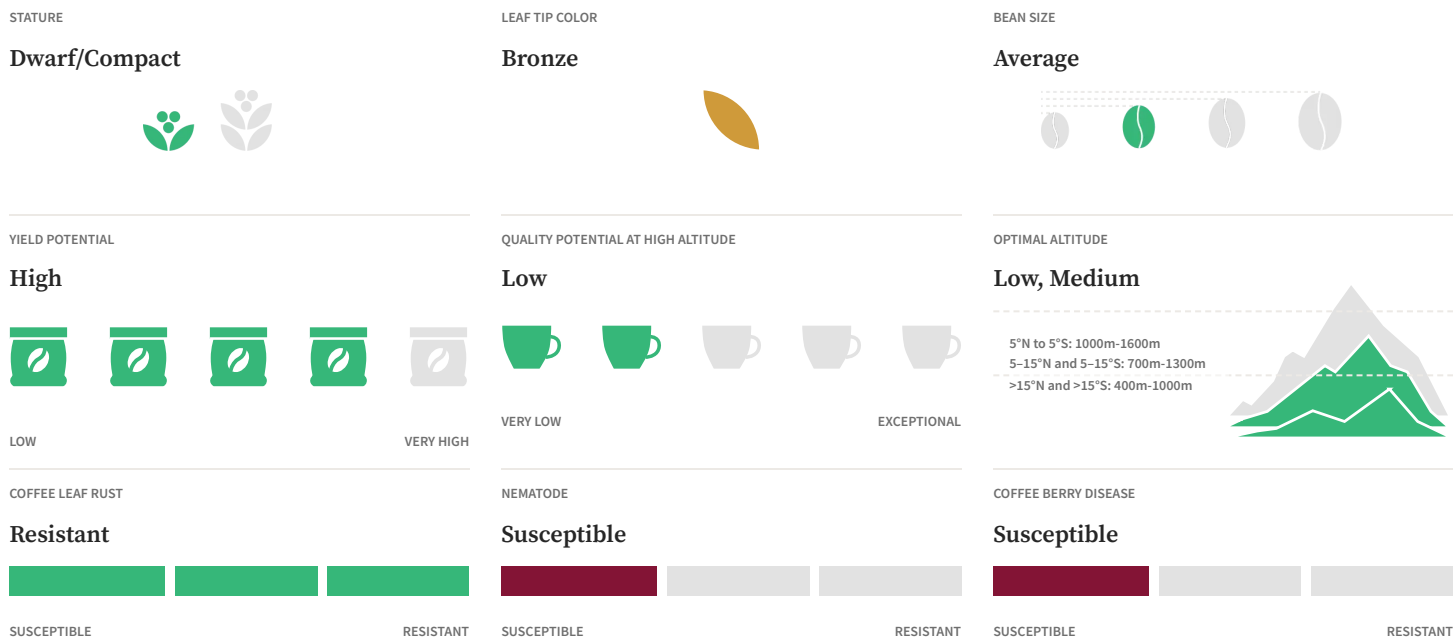 STATURE
Dwarf/Compact
LEAF TIP COLOR
Bronze
BEAN SIZE
Average
YIELD POTENTIAL
High
LOW
VERY HIGH
QUALITY POTENTIAL AT HIGH ALTITUDE
Low
VERY LOW
EXCEPTIONAL
OPTIMAL ALTITUDE
Low, Medium
5°N to 5°S: 1000m-1600m
5–15°N and 5–15°S: 700m-1300m
>15°N and >15°S: 400m-1000m
COFFEE LEAF RUST
Resistant
SUSCEPTIBLE
RESISTANT
NEMATODE
Susceptible
SUSCEPTIBLE
RESISTANT
COFFEE BERRY DISEASE
Susceptible
SUSCEPTIBLE
RESISTANT